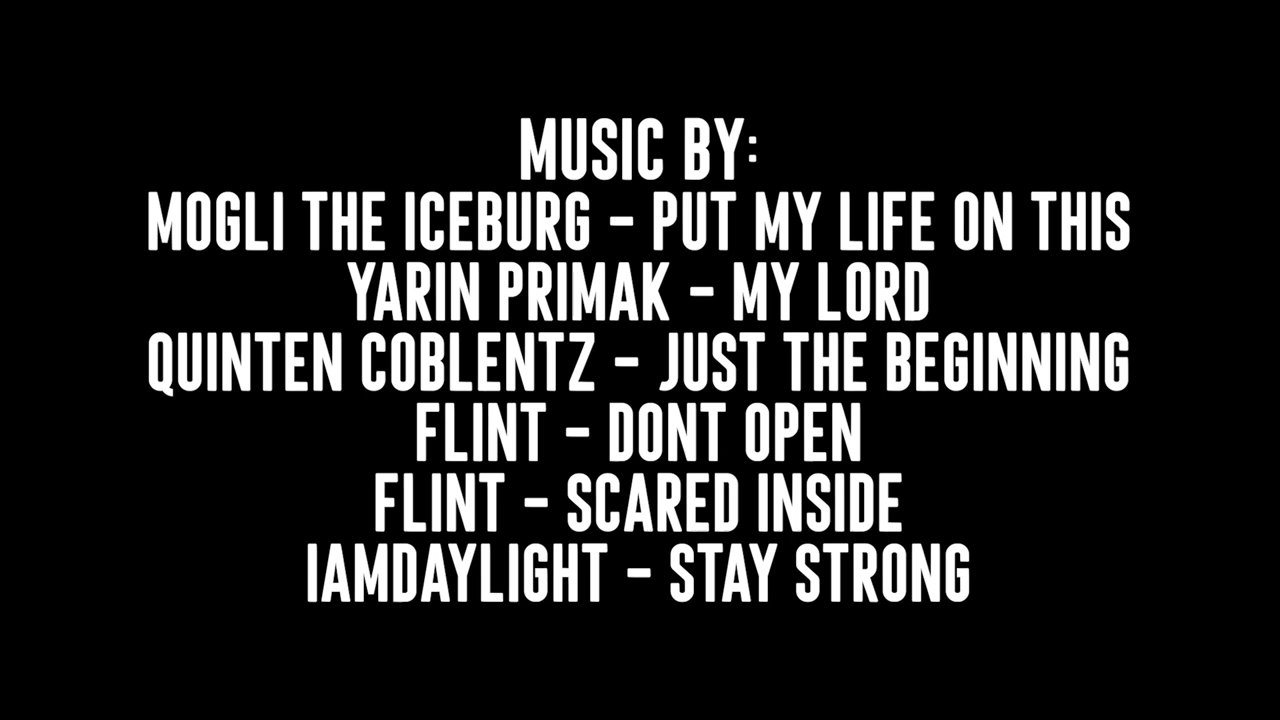 MUSIC BY:
MOGLI THE ICEBURG - PUT MY LIFE ON THIS
YARIN PRIMAK - MY LORD
QUINTEN COBLENTZ - JUST THE BEGINNING
FLINT - DONT OPEN
FLINT - SCARED INSIDE
IAMDAYLIGHT - STAY STRONG